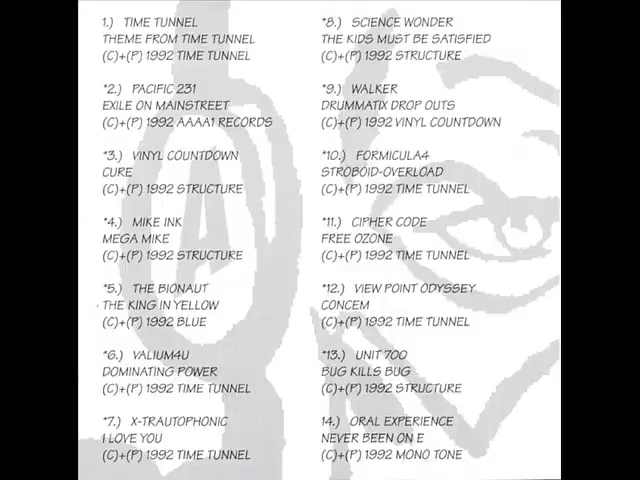 1.) TIME TUNNEL
THEME FROM TIME TUNNEL
(C)+(P) 1992 TIME TUNNEL
*2.) PACIFIC 231
EXILE ON MAINSTREET
(C)+(P) 1992 AAAA1 RECORDS
*3.) VINYL COUNTDOWN
CURE
(C)+(P) 1992 STRUCTURE
*4.) MIKE INK
MEGA MIKE
(C)+(P) 1992 STRUCTURE
*5.) THE BIONAUT
THE KING IN YELLOW
(C)+(P) 1992 BLUE
*6.) VALIUM4U
DOMINATING POWER
(C)+(P) 1992 TIME TUNNEL
*7.) X-TRAUTOPHONIC
I LOVE YOU
(C)+(P) 1992 TIME TUNNEL
*8.) SCIENCE WONDER
THE KIDS MUST BE SATISFIED
(C)+(P) 1992 STRUCTURE
*9.) WALKER
DRUMMATIX DROP OUTS
(C)+(P) 1992 VINYL COUNTDOWN
*10.) FORMICULA4
STROBOID-OVERLOAD
(C)+(P) 1992 TIME TUNNEL
*11.) CIPHER CODE
FREE OZONE
(C)+(P) 1992 TIME TUNNEL
*12.) VIEW POINT ODYSSEY
CONCEM
(C)+(P) 1992 TIME TUNNEL
*13.) UNIT 700
BUG KILLS BUG
(C)+(P) 1992 STRUCTURE
14.) ORAL EXPERIENCE
NEVER BEEN ON E
(C)+(P) 1992 MONO TONE
A